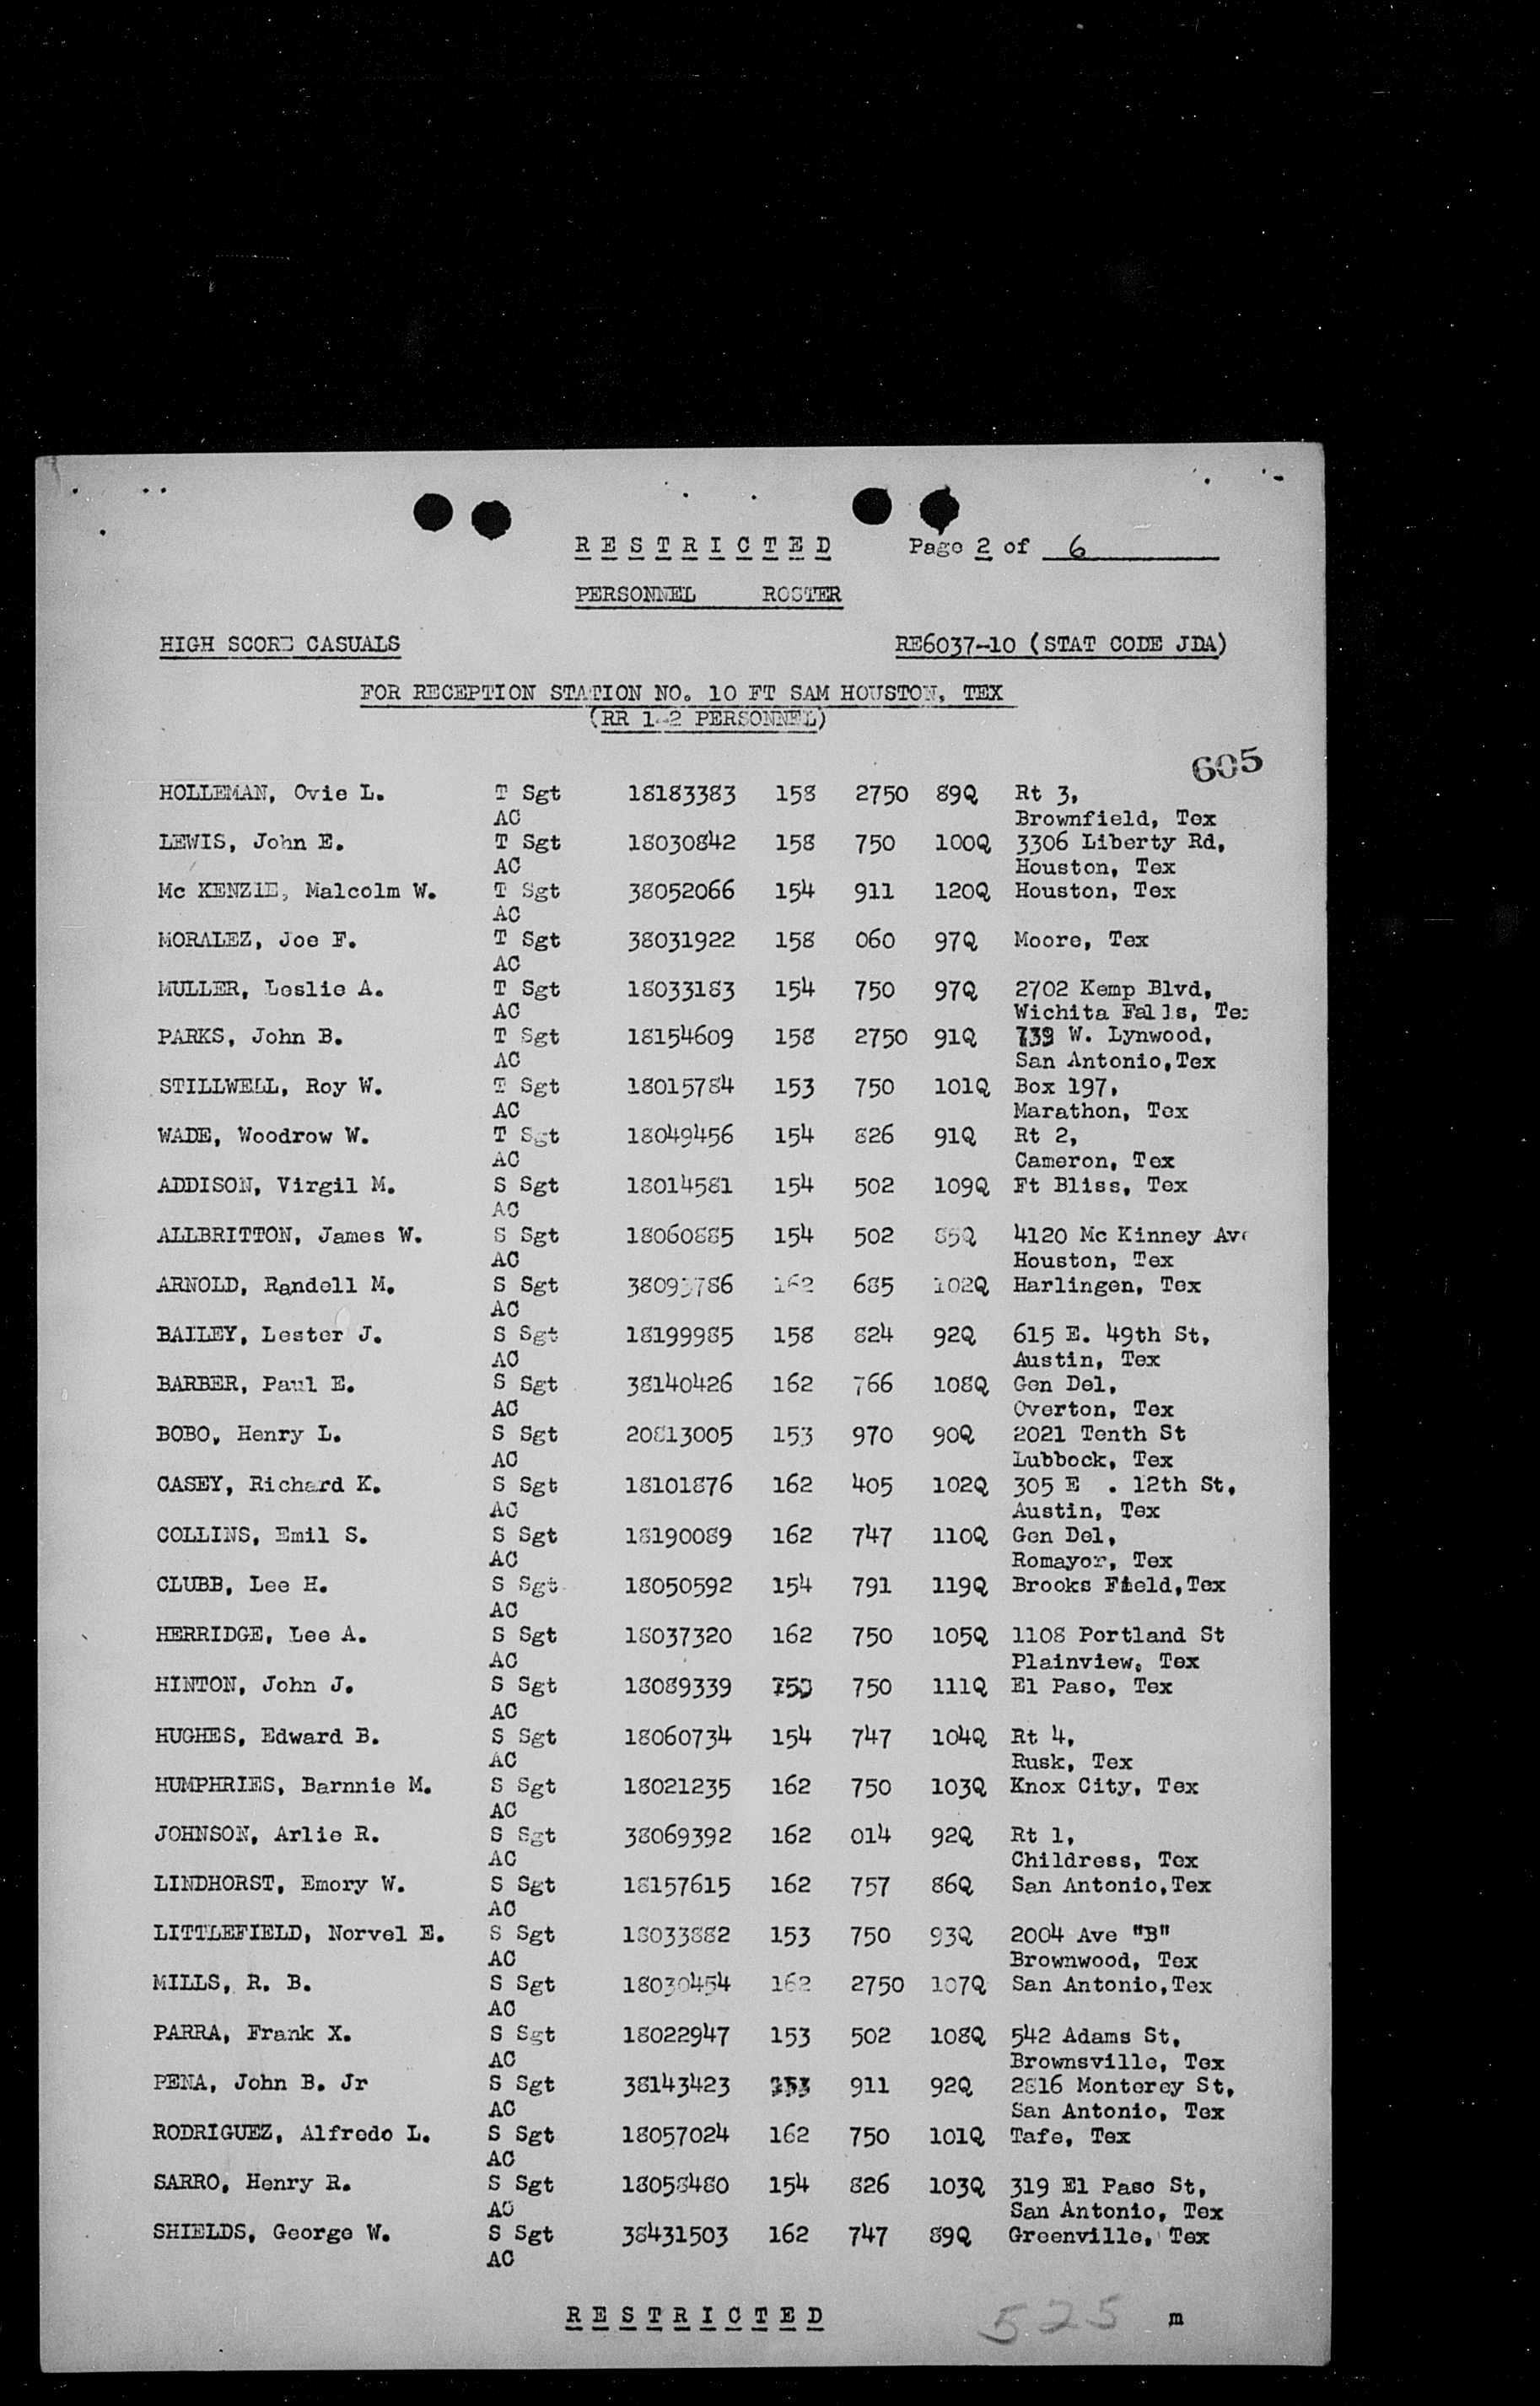 R E S T R I C T E D Page 2 of 6
PERSONNEL ROSTER
HIGH SCORE CASUALS RE6037-10 (STAT CODE JDA)
FOR RECEPTION STATION NO. 10 FT SAM HOUSTON, TEX
(RR 1-2 PERSONNEL)
605
HOLLEMAN, Ovie L. T Sgt 18183383 158 2750 89Q Rt 3,
AC Brownfield, Tex
LEWIS, John E. T Sgt 18030842 158 750 100Q 3306 Liberty Rd,
AC Houston, Tex
Mc KENZIE, Malcolm W. T Sgt 38052066 154 911 120Q Houston, Tex
AC
MORALEZ, Joe F. T Sgt 38031922 158 060 97Q Moore, Tex
AC
MULLER, Leslie A. T Sgt 18033183 154 750 97Q 2702 Kemp Blvd,
AC Wichita Falls, Te
PARKS, John B. T Sgt 18154609 158 2750 91Q 739 W. Lynwood,
AC San Antonio,Tex
STILLWELL, Roy W. T Sgt 18015784 153 750 101Q Box 197,
AC Marathon, Tex
WADE, Woodrow W. T Sgt 18049456 154 826 91Q Rt 2,
AC Cameron, Tex
ADDISON, Virgil M. S Sgt 18014581 154 502 109Q Ft Bliss, Tex
AC
ALLBRITTON, James W. S Sgt 18060885 154 502 85Q 4120 Mc Kinney Ave
AC Houston, Tex
ARNOLD, Randell M. S Sgt 162 685 102Q Harlingen, Tex
AC
BAILEY, Lester J. S Sgt 18199985 158 824 92Q 615 E. 49th St,
AC Austin, Tex
BARBER, Paul E. S Sgt 38140426 162 766 108Q Gen Del,
AC Overton, Tex
BOBO, Henry L. S Sgt 20813005 153 970 90Q 2021 Tenth St
AC Lubbock, Tex
CASEY, Richard K. S Sgt 18101876 162 405 102Q 305 E . 12th St,
AC Austin, Tex
COLLINS, Emil S. S Sgt 18190089 162 747 110Q Gen Del,
AC Romayor, Tex
CLUBB, Lee H. S Sgt 18050592 154 791 119Q Brooks Field,Tex
AC
HERRIDGE, Lee A. S Sgt 18037320 162 750 105Q 1108 Portland St
AC Plainview, Tex
HINTON, John J. S Sgt 18089339 750 111Q El Paso, Tex
AC
HUGHES, Edward B. S Sgt 18060734 154 747 104Q Rt 4,
AC Rusk, Tex
HUMPHRIES, Barnnie M. S Sgt 18021235 162 750 103Q Knox City, Tex
AC
JOHNSON, Arlie R. S Sgt 38069392 162 014 92Q Rt 1,
AC Childress, Tex
LINDHORST, Emory W. S Sgt 18157615 162 757 86Q San Antonio,Tex
AC
LITTLEFIELD, Norvel E. S Sgt 18033882 153 750 93Q 2004 Ave "B"
AC Brownwood, Tex
MILLS, R. B. S Sgt 18030454 162 2750 107Q San Antonio,Tex
AC
PARRA, Frank X. S Sgt 18022947 153 502 108Q 542 Adams St,
AC Brownsville, Tex
PENA, John B. Jr S Sgt 38143423 911 92Q 2816 Monterey St,
AC San Antonio, Tex
RODRIGUEZ, Alfredo L. S Sgt 18057024 162 750 101Q Tafe, Tex
AC
SARRO, Henry R. S Sgt 18058480 154 826 103Q 319 El Paso St,
AC San Antonio, Tex
SHIELDS, George W. S Sgt 38431503 162 747 89Q Greenville, Tex
AC
R E S T R I C T E D 525 m